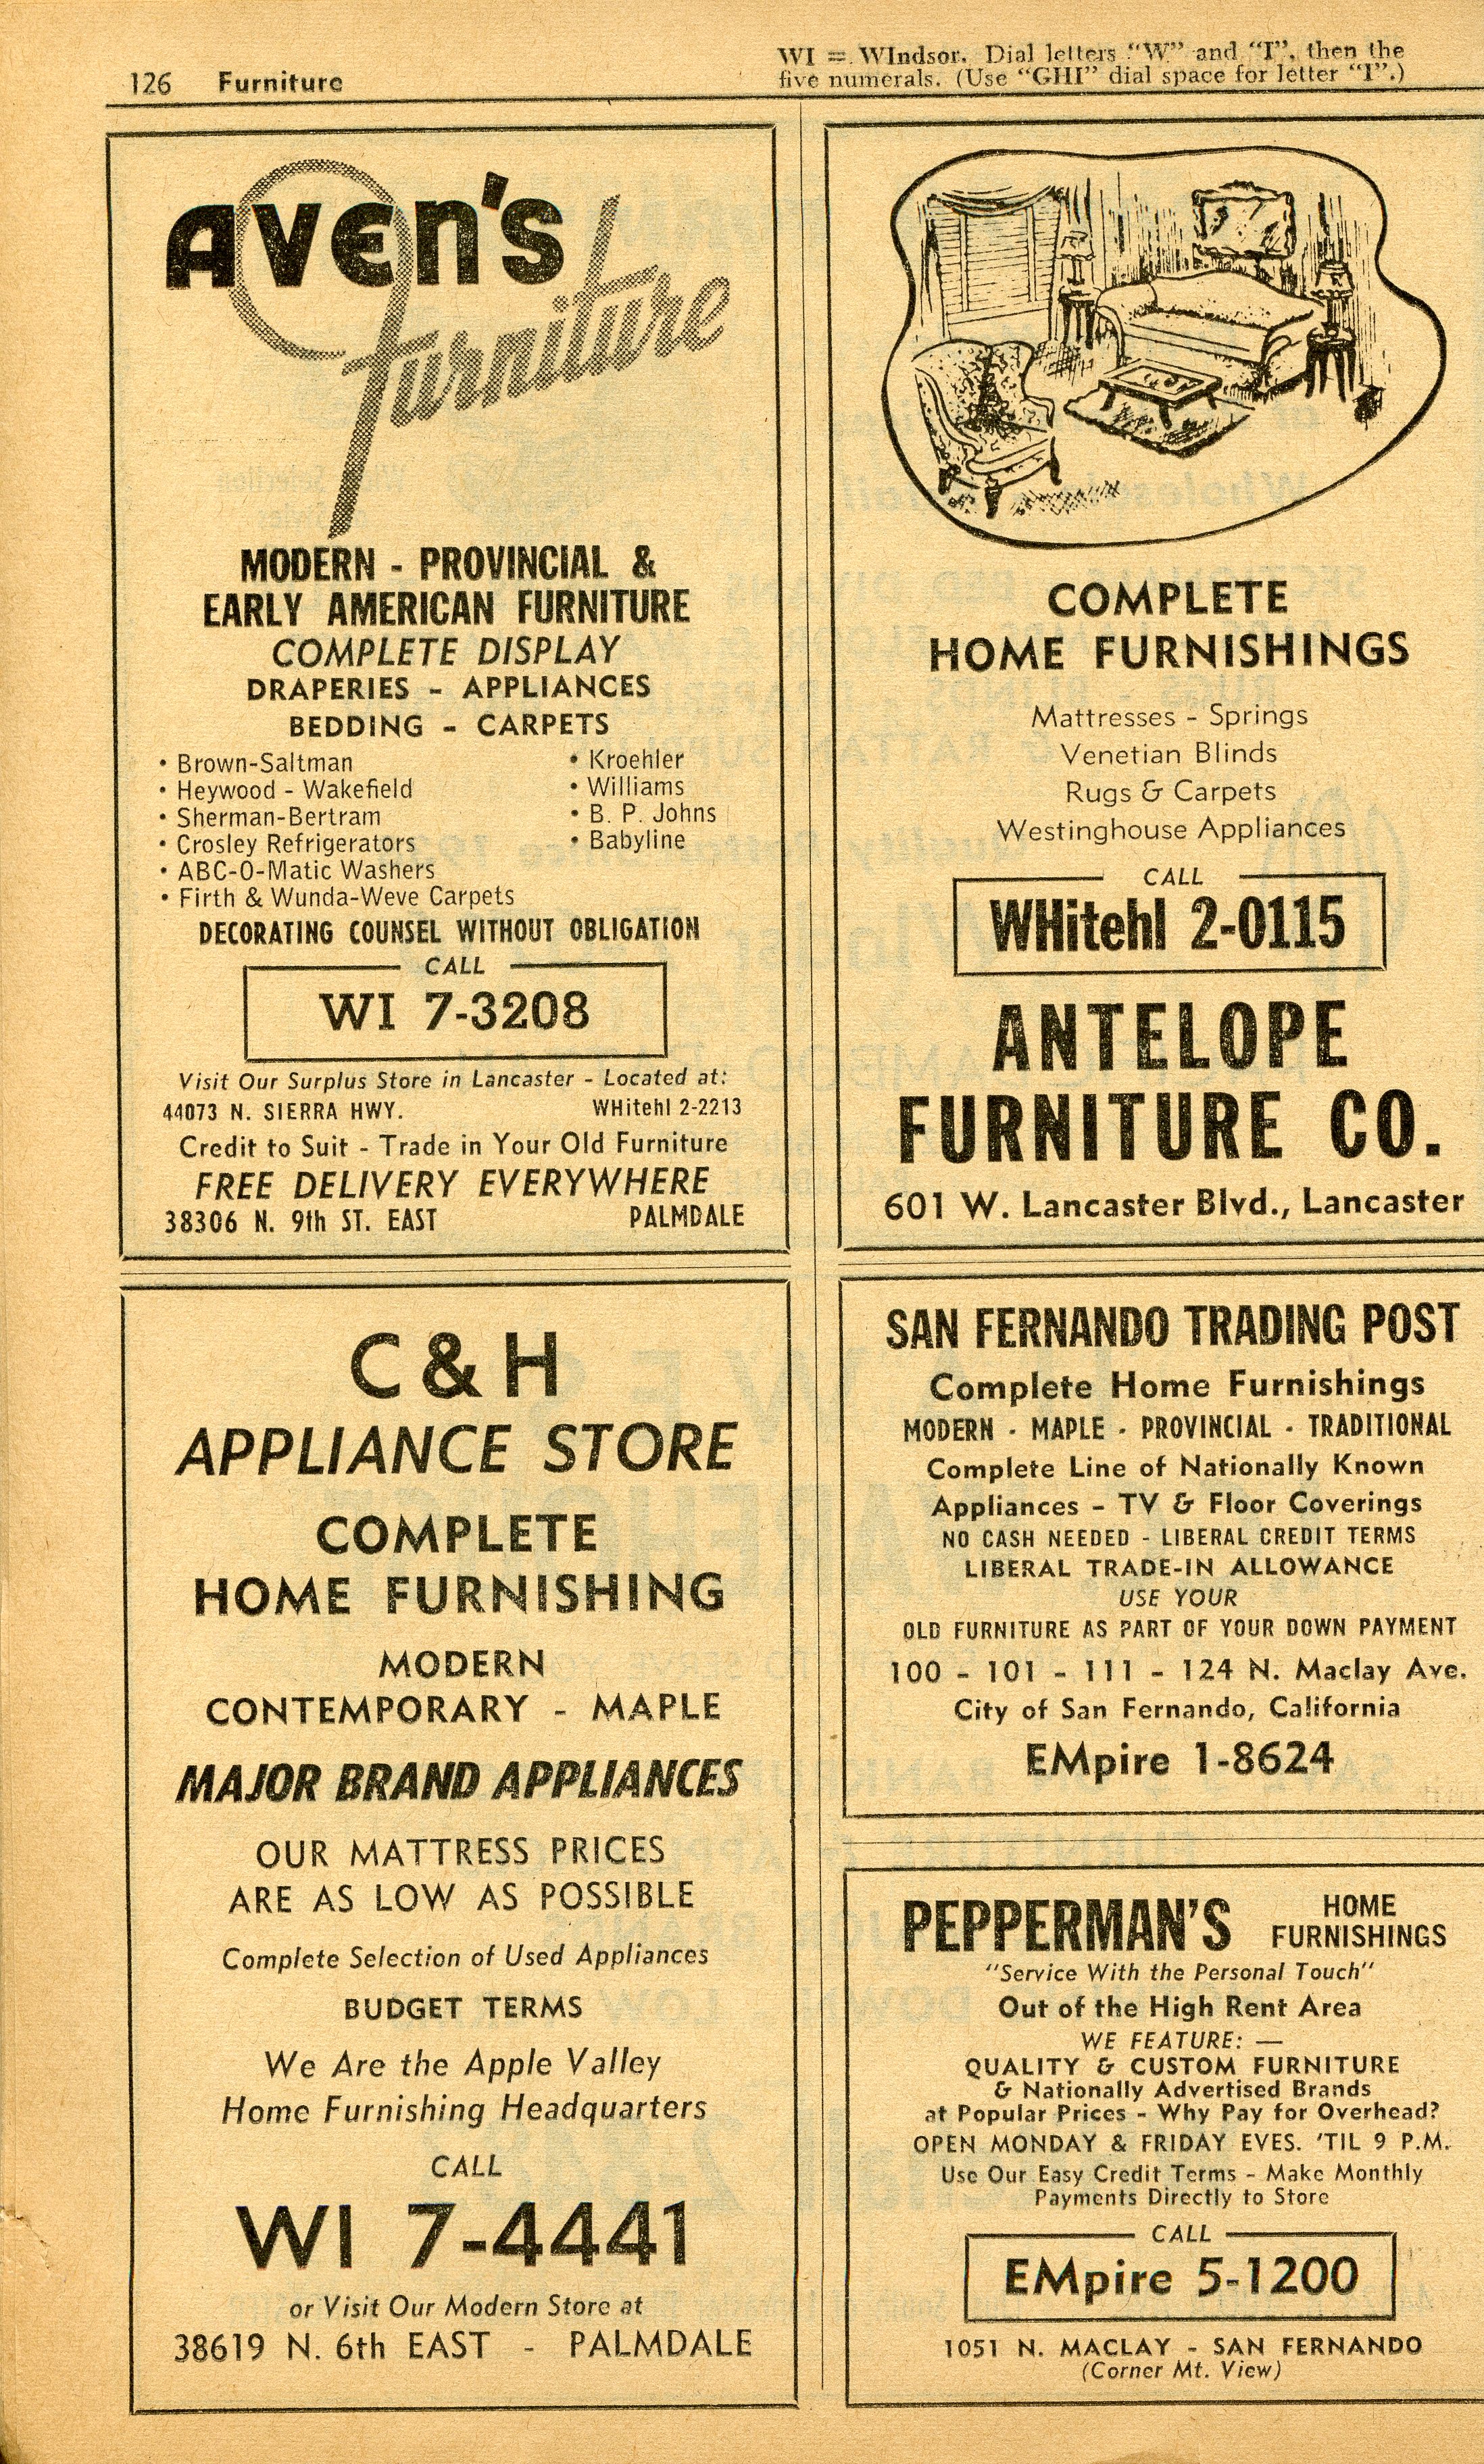 126 Furniture
WI = WIndsor. Dial letters “W” and “I”, then the
five numerals. (Use “GHI” dial space for letter “I”.)
AVEN'S
furniture
MODERN - PROVINCIAL &
EARLY AMERICAN FURNITURE
COMPLETE DISPLAY
DRAPERIES - APPLIANCES
BEDDING - CARPETS
• Brown-Saltman
• Heywood - Wakefield
• Sherman-Bertram
• Crosley Refrigerators
• ABC-O-Matic Washers
• Firth & Wunda-Weve Carpets
• Kroehler
• Williams
• B. P. Johns
• Babyline
DECORATING COUNSEL WITHOUT OBLIGATION
CALL
WI 7-3208
Visit Our Surplus Store in Lancaster - Located at:
44073 N. SIERRA HWY. WHitehl 2-2213
Credit to Suit - Trade in Your Old Furniture
FREE DELIVERY EVERYWHERE
38306 N. 9th ST. EAST PALMDALE
C & H
APPLIANCE STORE
COMPLETE
HOME FURNISHING
MODERN
CONTEMPORARY - MAPLE
MAJOR BRAND APPLIANCES
OUR MATTRESS PRICES
ARE AS LOW AS POSSIBLE
Complete Selection of Used Appliances
BUDGET TERMS
We Are the Apple Valley
Home Furnishing Headquarters
CALL
WI 7-4441
or Visit Our Modern Store at
38619 N. 6th EAST - PALMDALE
COMPLETE
HOME FURNISHINGS
Mattresses - Springs
Venetian Blinds
Rugs & Carpets
Westinghouse Appliances
CALL
WHitehl 2-0115
ANTELOPE
FURNITURE CO.
601 W. Lancaster Blvd., Lancaster
SAN FERNANDO TRADING POST
Complete Home Furnishings
MODERN - MAPLE - PROVINCIAL - TRADITIONAL
Complete Line of Nationally Known
Appliances - TV & Floor Coverings
NO CASH NEEDED - LIBERAL CREDIT TERMS
LIBERAL TRADE-IN ALLOWANCE
USE YOUR
OLD FURNITURE AS PART OF YOUR DOWN PAYMENT
100 - 101 - 111 - 124 N. Maclay Ave.
City of San Fernando, California
EMpire 1-8624
PEPPERMAN'S HOME
FURNISHINGS
"Service With the Personal Touch"
Out of the High Rent Area
WE FEATURE: —
QUALITY & CUSTOM FURNITURE
& Nationally Advertised Brands
at Popular Prices - Why Pay for Overhead?
OPEN MONDAY & FRIDAY EVES. 'TIL 9 P.M.
Use Our Easy Credit Terms - Make Monthly
Payments Directly to Store
CALL
EMpire 5-1200
1051 N. MACLAY - SAN FERNANDO
(Corner Mt. View)